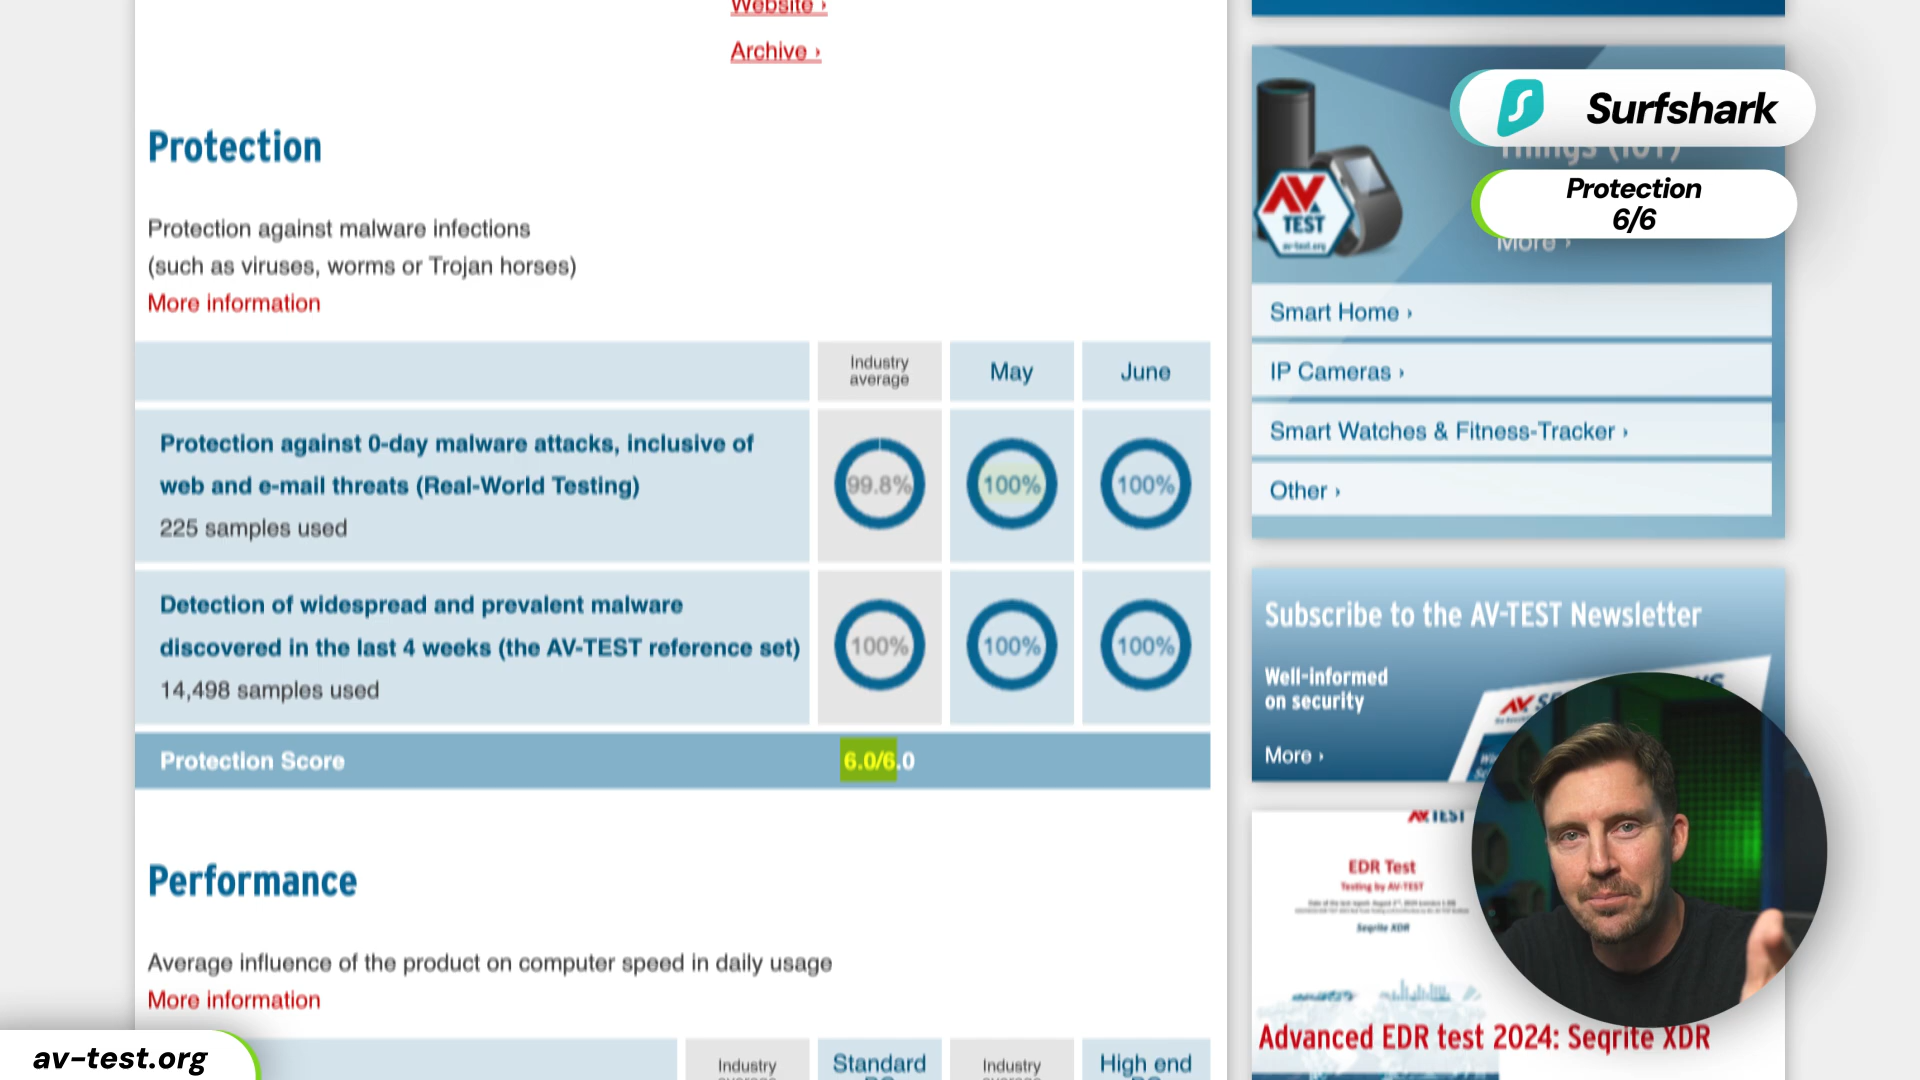 Website ›
Archive ›
Protection
Protection against malware infections
(such as viruses, worms or Trojan horses)
More information
Industry
average
May
June
Protection against 0-day malware attacks, inclusive of
web and e-mail threats (Real-World Testing)
225 samples used
99.8%
100%
100%
Detection of widespread and prevalent malware
discovered in the last 4 weeks (the AV-TEST reference set)
14,498 samples used
100%
100%
100%
Protection Score
6.0/6.0
Performance
Average influence of the product on computer speed in daily usage
More information
Industry
Standard
Industry
High end
av-test.org
Surfshark
Things (IoT)
Protection
6/6
More ›
AV
TEST
av-test.org
Smart Home ›
IP Cameras ›
Smart Watches & Fitness-Tracker ›
Other ›
Subscribe to the AV-TEST Newsletter
Well-informed
on security
More ›
AV TEST
EDR Test
Testing by AV-TEST
Seqrite XDR
Advanced EDR test 2024: Seqrite XDR